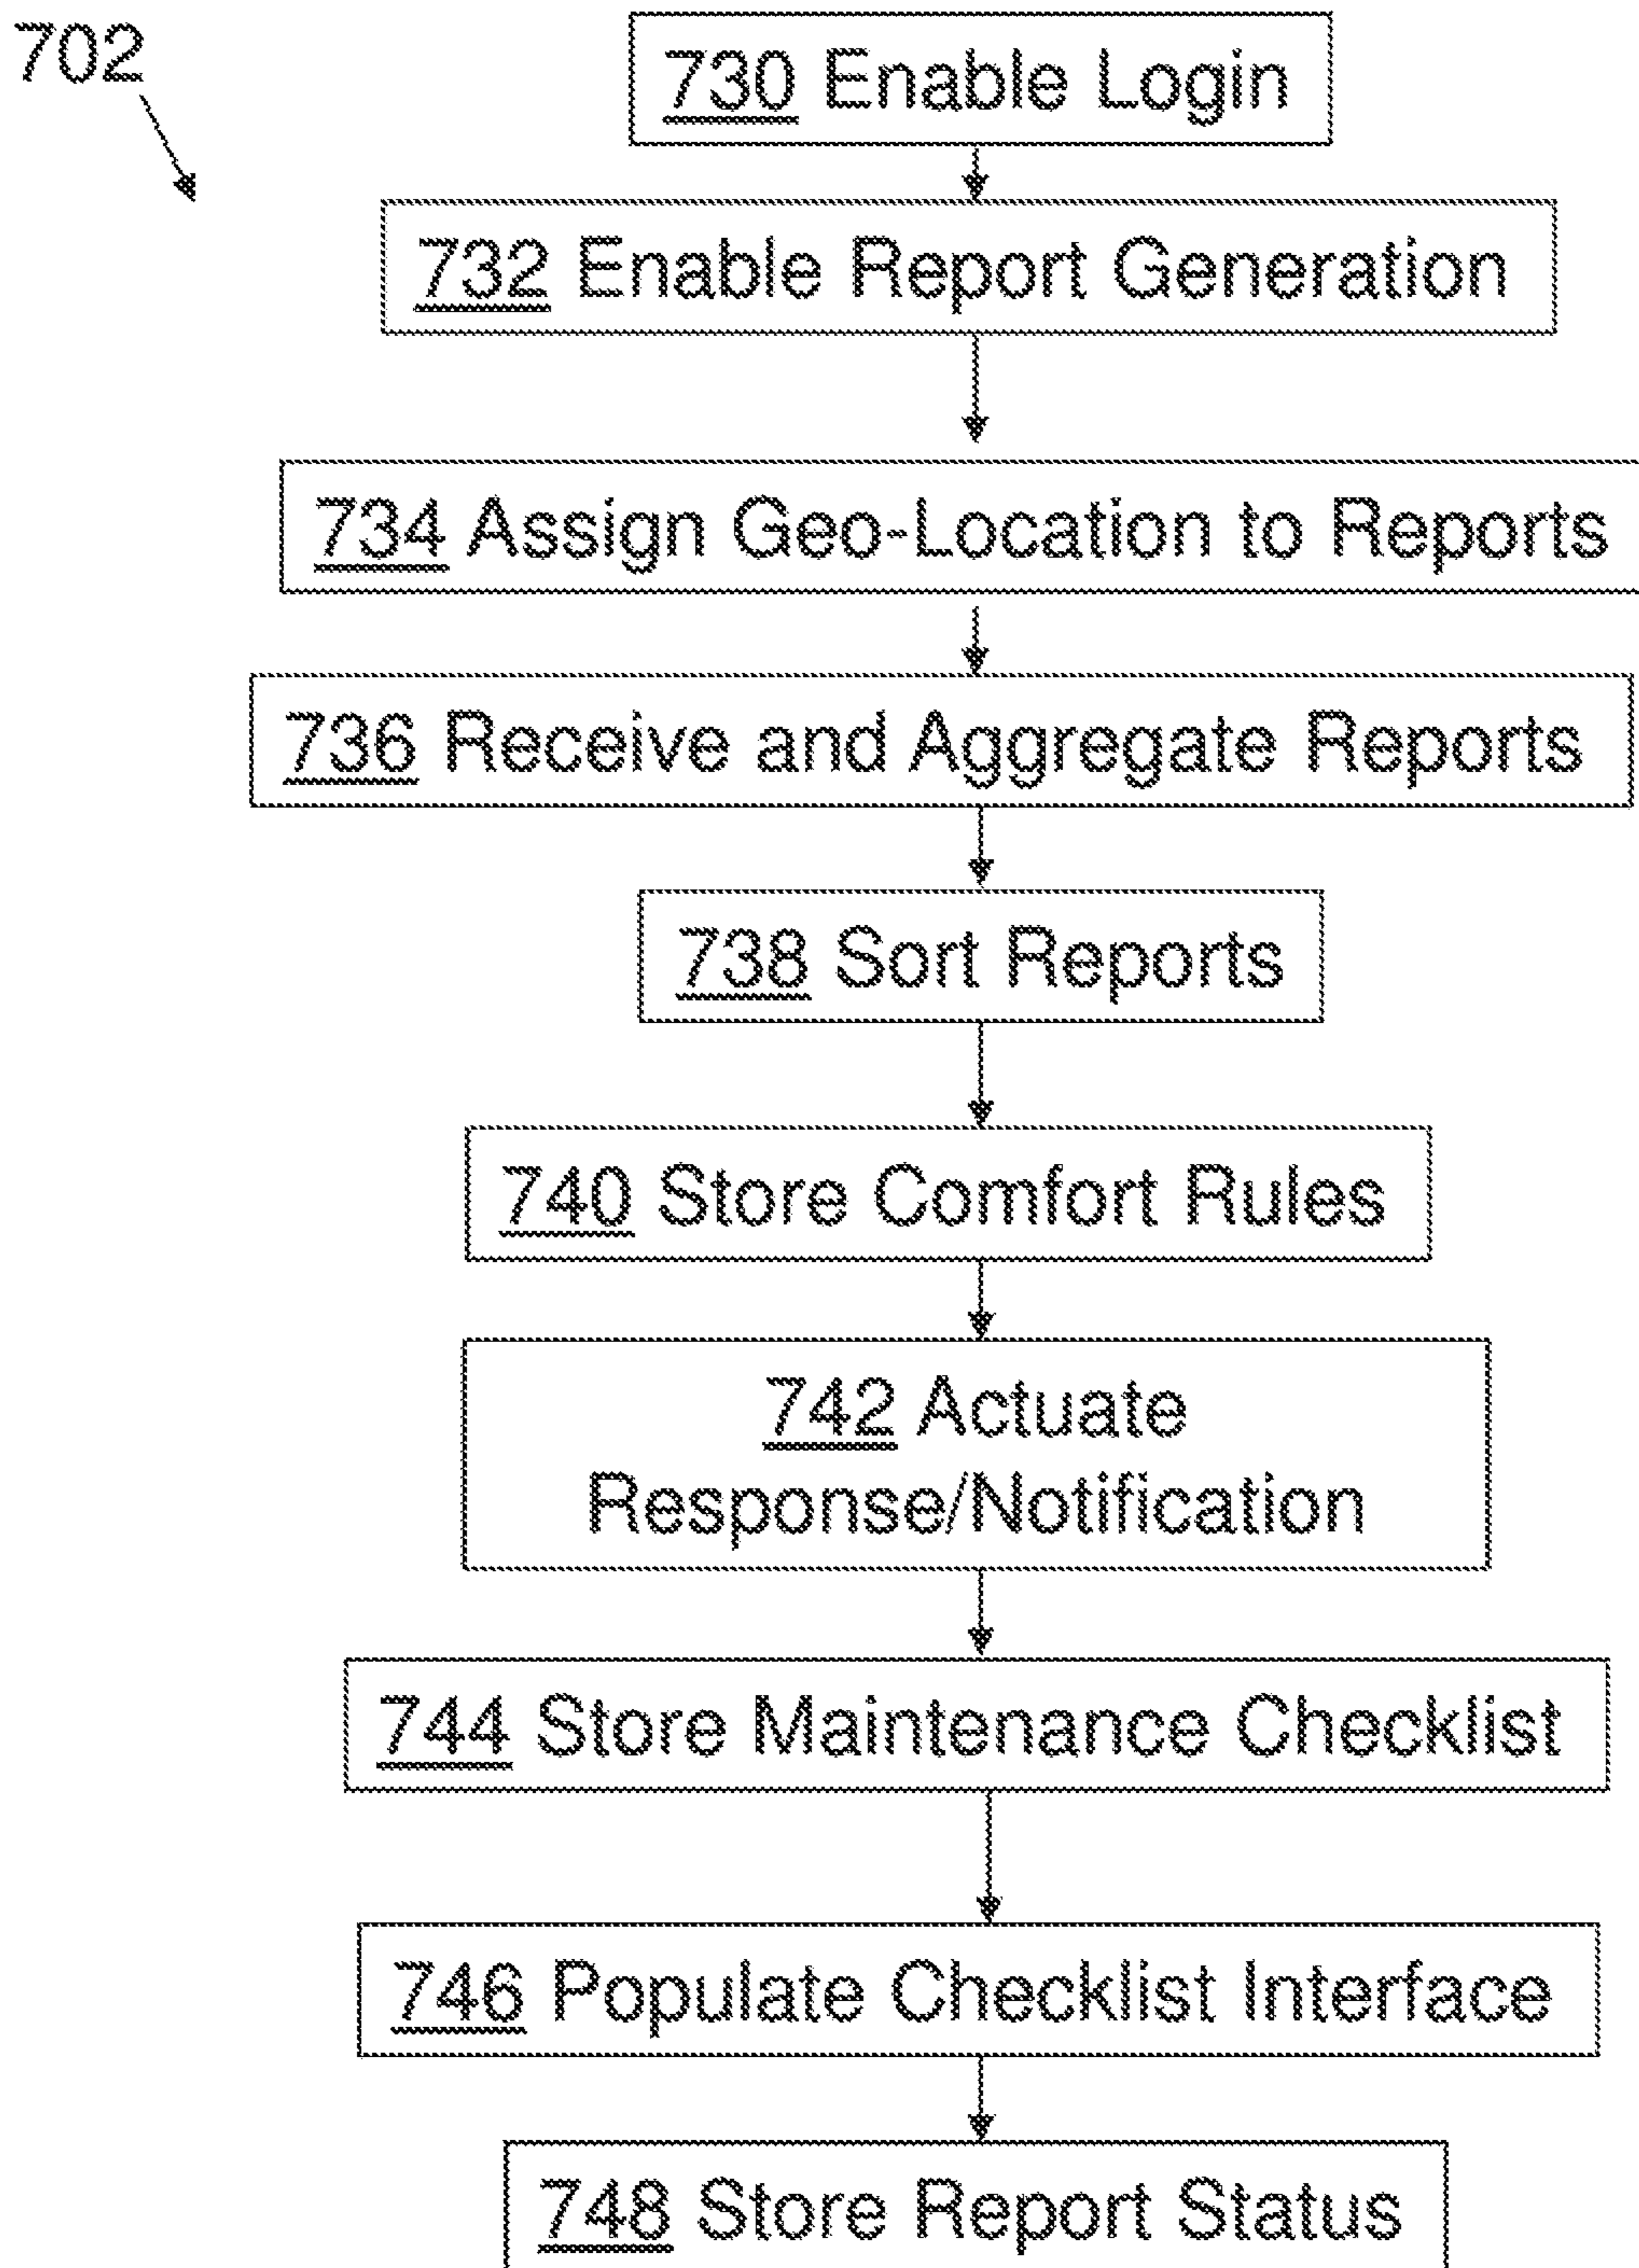 702
730 Enable Login
732 Enable Report Generation
734 Assign Geo-Location to Reports
736 Receive and Aggregate Reports
738 Sort Reports
740 Store Comfort Rules
742 Actuate
Response/Notification
744 Store Maintenance Checklist
746 Populate Checklist Interface
748 Store Report Status